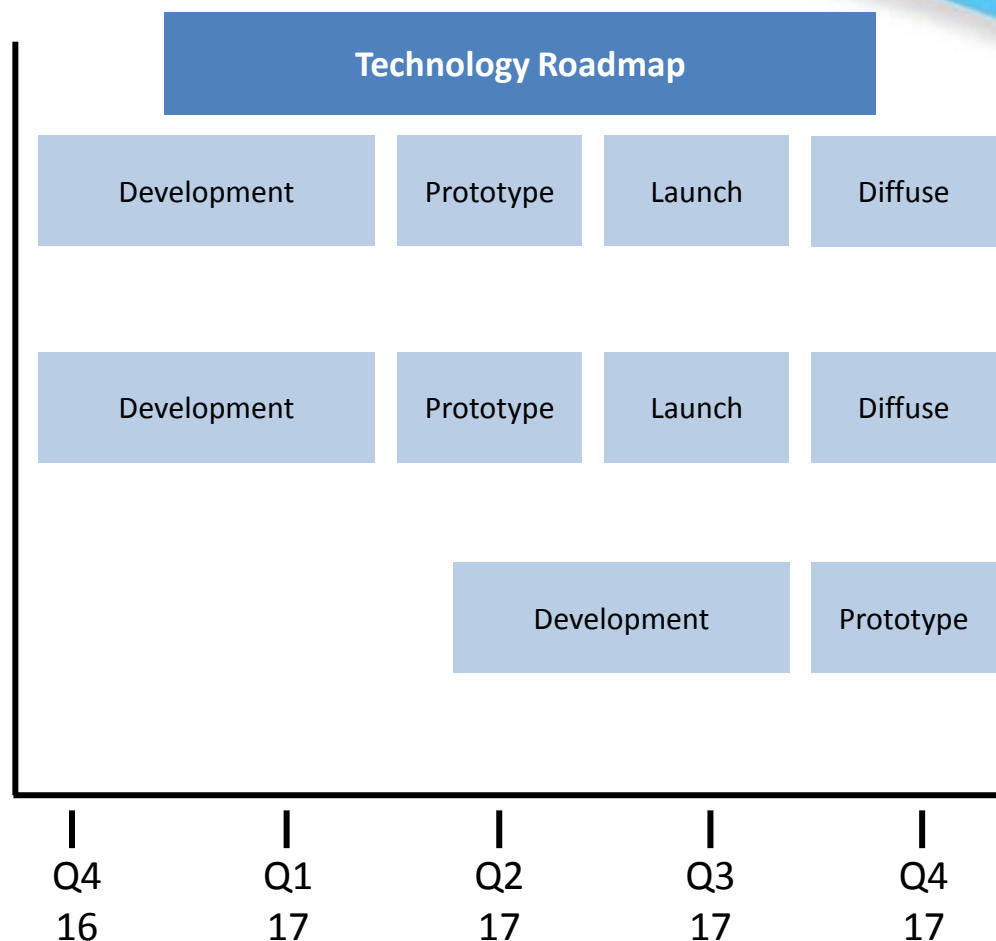 Technology Roadmap
Development Prototype Launch Diffuse
Development Prototype Launch Diffuse
Development Prototype
Q4 Q1 Q2 Q3 Q4
16 17 17 17 17